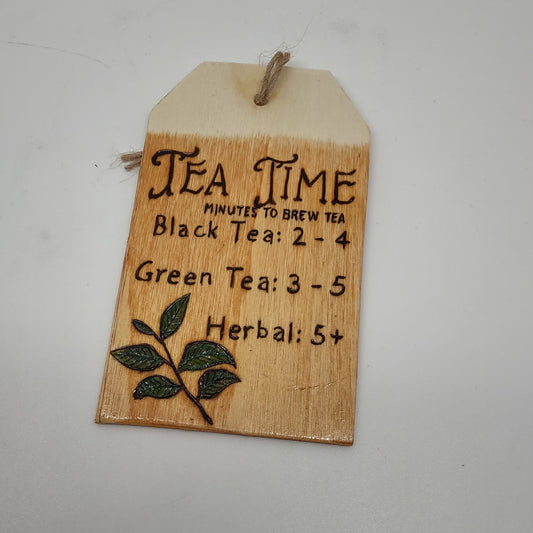 TEA TIME
MINUTES TO BREW TEA
Black Tea: 2 - 4
Green Tea: 3 - 5
Herbal: 5+